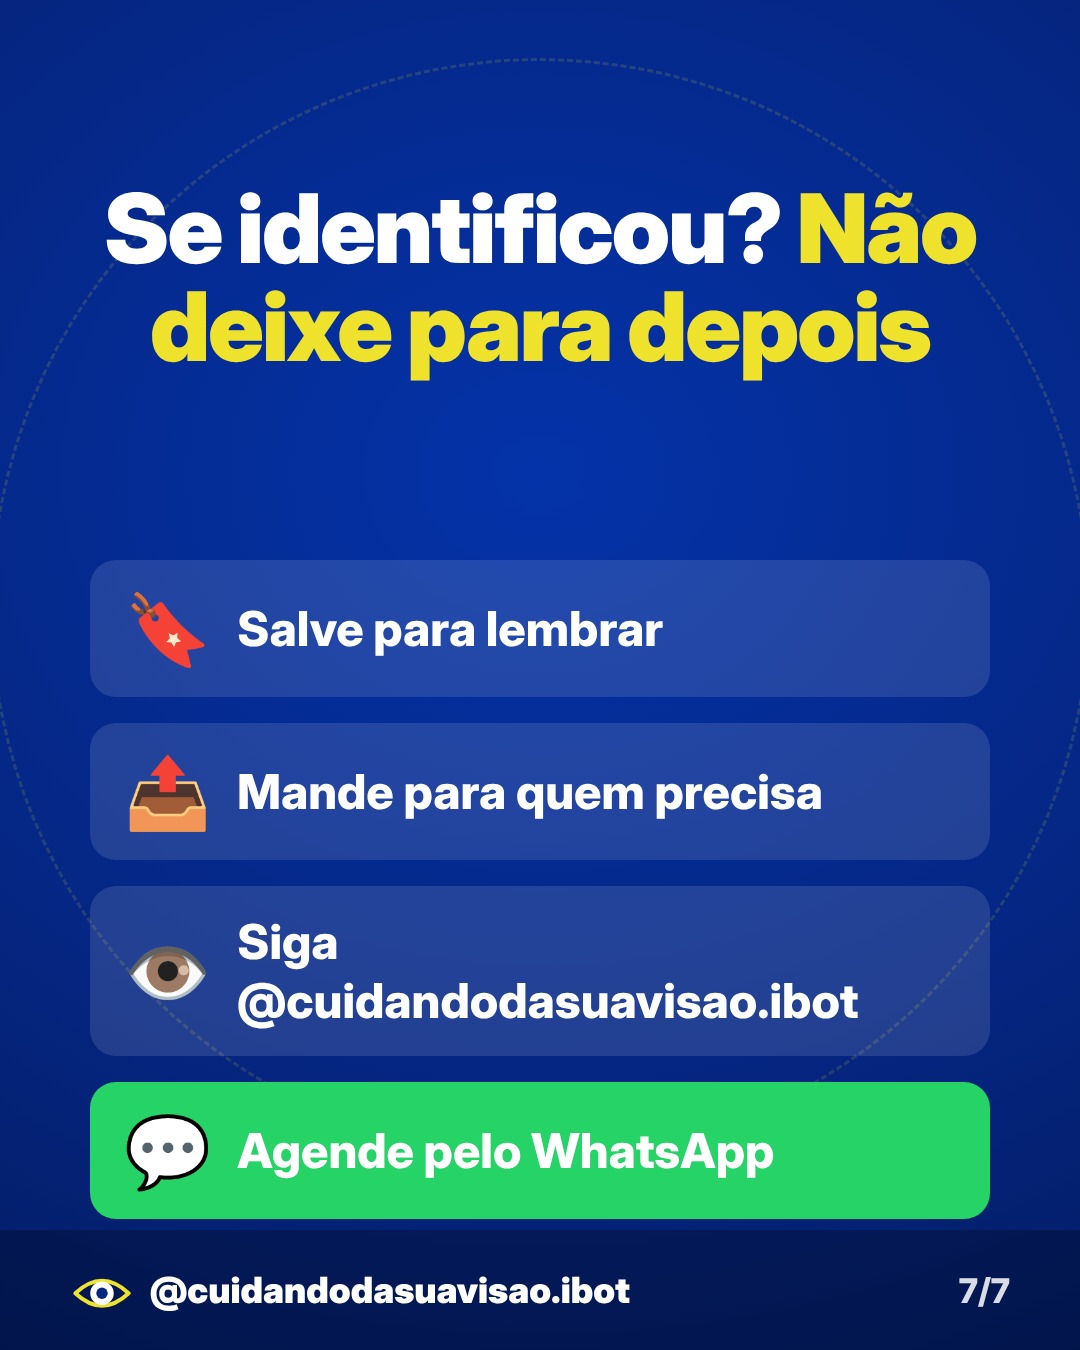 Se identificou? Não
deixe para depois
Salve para lembrar
Mande para quem precisa
Siga
@cuidandodasuavisao.ibot
Agende pelo WhatsApp
@cuidandodasuavisao.ibot
7/7